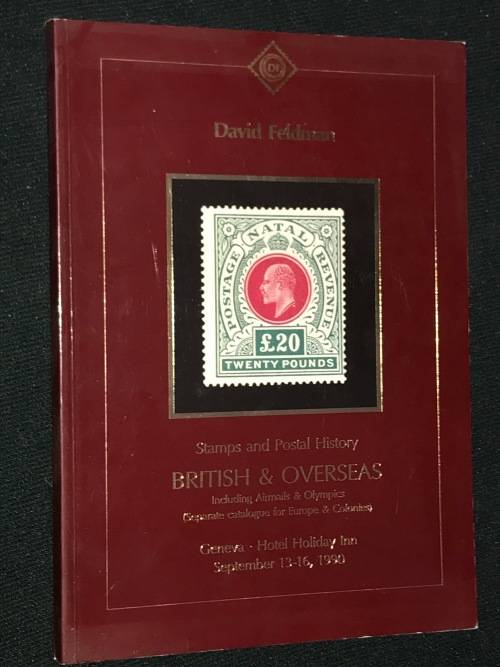 DF
David Feldman
NATAL
POSTAGE
REVENUE
£20
TWENTY POUNDS
Stamps and Postal History
BRITISH & OVERSEAS
Including Airmails & Olympics
(Separate catalogue for Europe & Colonies)
Geneva · Hotel Holiday Inn
September 13-16, 1990